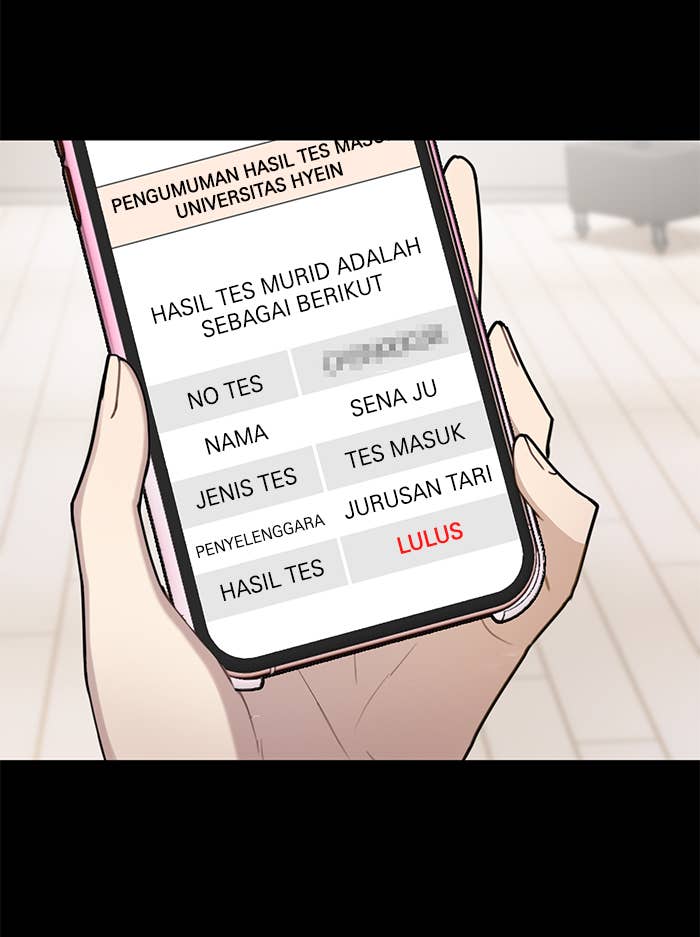 PENGUMUMAN HASIL TES MASUK
UNIVERSITAS HYEIN
HASIL TES MURID ADALAH
SEBAGAI BERIKUT
NO TES
NAMA SENA JU
JENIS TES TES MASUK
PENYELENGGARA JURUSAN TARI
HASIL TES LULUS